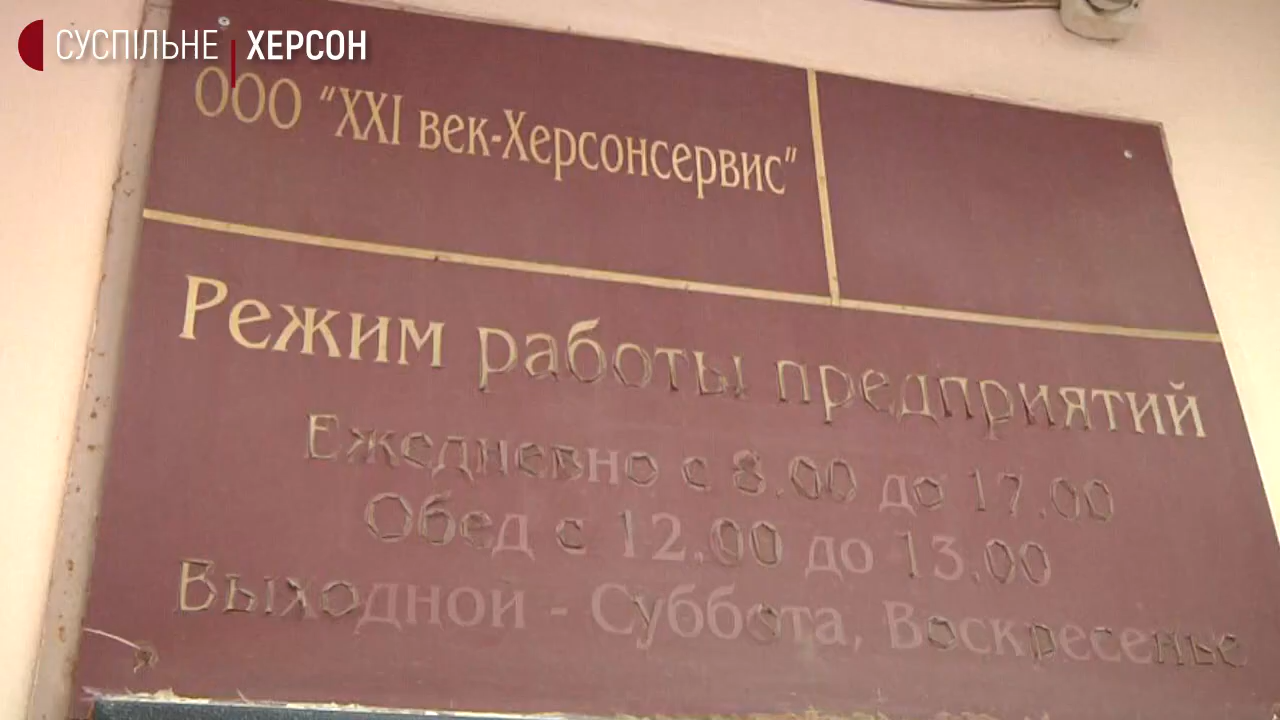 СУСПІЛЬНЕ ХЕРСОН
ООО "XXI век-Херсонсервис"
Режим работы предприятий
Ежедневно с 8.00 до 17.00
Обед с 12.00 до 13.00
Выходной - Суббота, Воскресенье